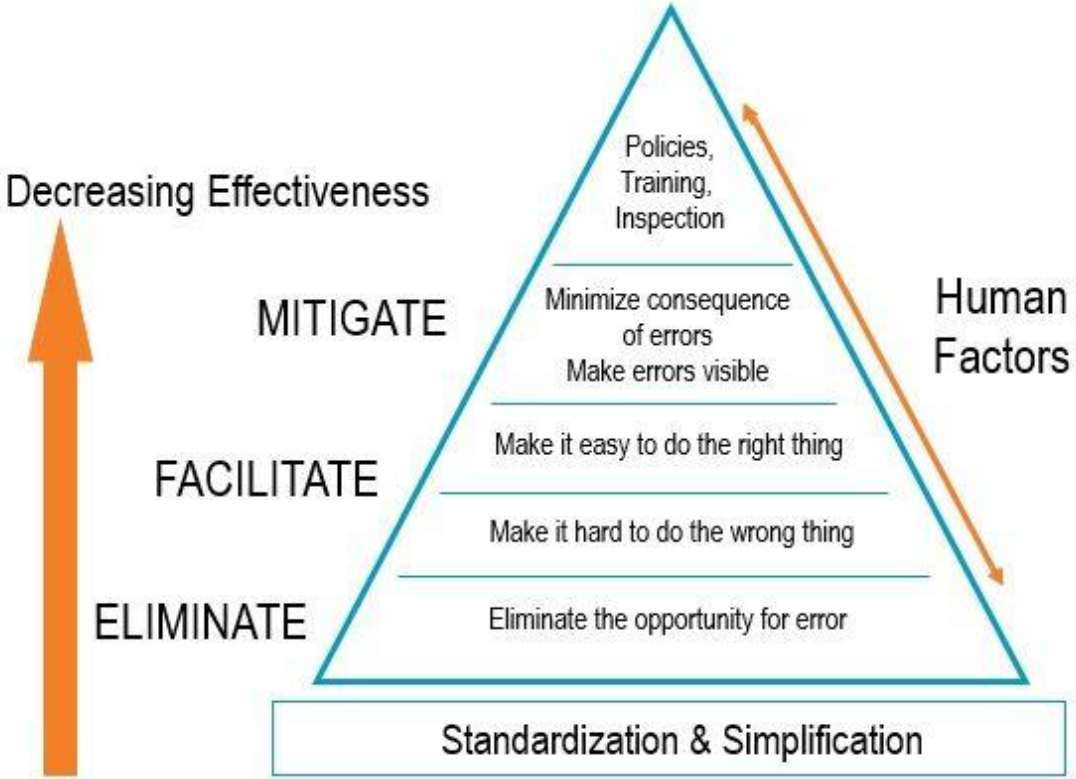 Policies,
Training,
Inspection
Decreasing Effectiveness
MITIGATE
Minimize consequence
of errors
Make errors visible
Human
Factors
FACILITATE
Make it easy to do the right thing
Make it hard to do the wrong thing
ELIMINATE
Eliminate the opportunity for error
Standardization & Simplification